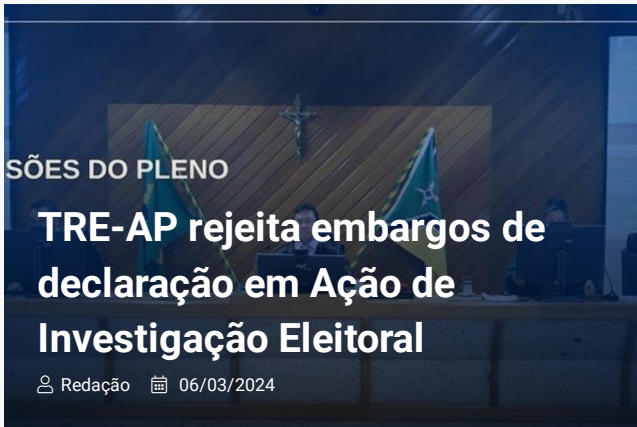 SÕES DO PLENO
TRE-AP rejeita embargos de
declaração em Ação de
Investigação Eleitoral
Redação 06/03/2024